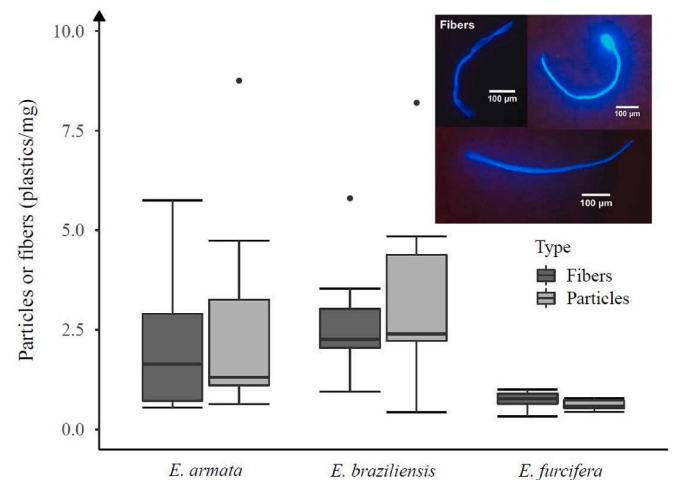 10.0
7.5
5.0
2.5
0.0
Particles or fibers (plastics/mg)
Fibers
100 µm
100 µm
100 µm
Type
Fibers
Particles
E. armata
E. braziliensis
E. furcifera